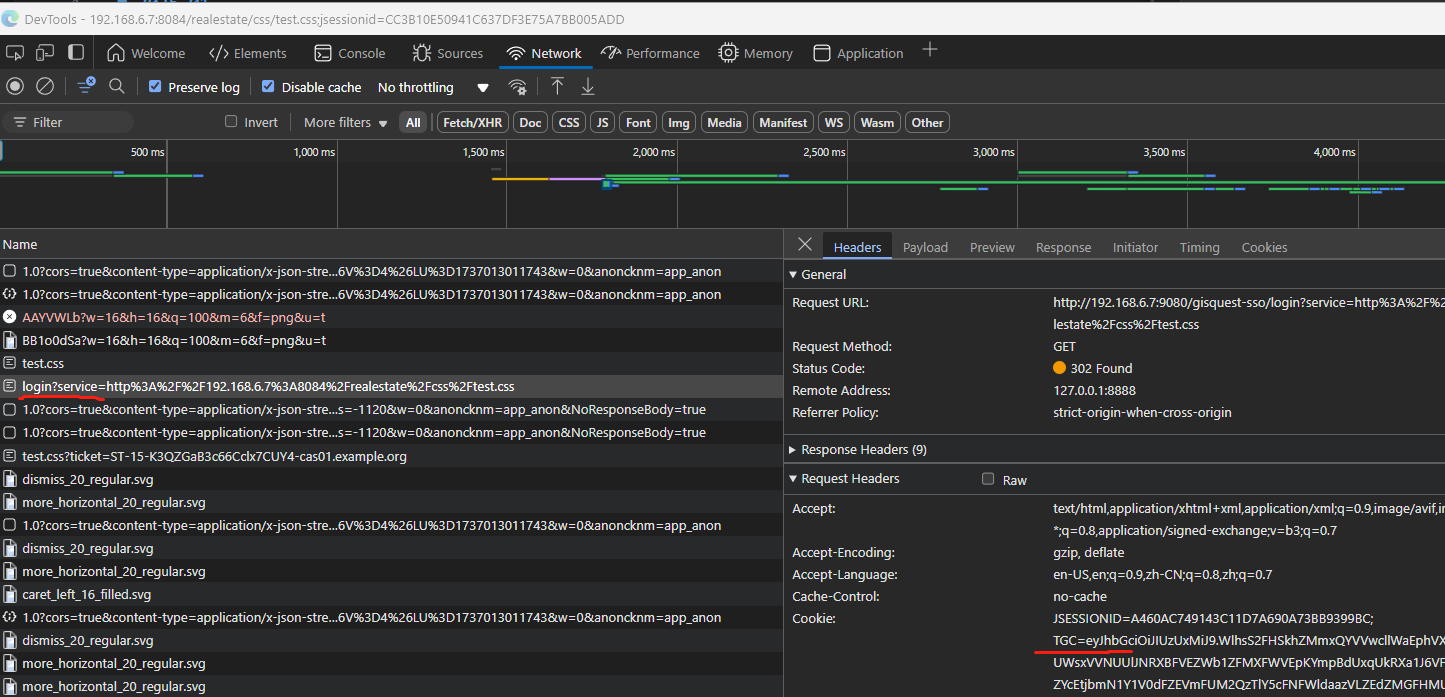 DevTools - 192.168.6.7:8084/realestate/css/test.css;jsessionid=CC3B10E50941C637DF3E75A7BB005ADD
Welcome Elements Console Sources Network Performance Memory Application
Preserve log Disable cache No throttling
Filter Invert More filters All Fetch/XHR Doc CSS JS Font Img Media Manifest WS Wasm Other
500 ms 1,000 ms 1,500 ms 2,000 ms 2,500 ms 3,000 ms 3,500 ms 4,000 ms
Name
1.0?cors=true&content-type=application/x-json-stre...6V%3D4%26LU%3D1737013011743&w=0&anoncknm=app_anon
1.0?cors=true&content-type=application/x-json-stre...6V%3D4%26LU%3D1737013011743&w=0&anoncknm=app_anon
AAYVWLb?w=16&h=16&q=100&m=6&f=png&u=t
BB1o0dSa?w=16&h=16&q=100&m=6&f=png&u=t
test.css
login?service=http%3A%2F%2F192.168.6.7%3A8084%2Frealestate%2Fcss%2Ftest.css
1.0?cors=true&content-type=application/x-json-stre...s=-1120&w=0&anoncknm=app_anon&NoResponseBody=true
1.0?cors=true&content-type=application/x-json-stre...s=-1120&w=0&anoncknm=app_anon&NoResponseBody=true
test.css?ticket=ST-15-K3QZGaB3c66Cclx7CUY4-cas01.example.org
dismiss_20_regular.svg
more_horizontal_20_regular.svg
1.0?cors=true&content-type=application/x-json-stre...6V%3D4%26LU%3D1737013011743&w=0&anoncknm=app_anon
dismiss_20_regular.svg
more_horizontal_20_regular.svg
caret_left_16_filled.svg
1.0?cors=true&content-type=application/x-json-stre...6V%3D4%26LU%3D1737013011743&w=0&anoncknm=app_anon
dismiss_20_regular.svg
more_horizontal_20_regular.svg
more_horizontal_20_regular.svg
Headers Payload Preview Response Initiator Timing Cookies
General
Request URL: http://192.168.6.7:9080/gisquest-sso/login?service=http%3A%2F%2
lestate%2Fcss%2Ftest.css
Request Method: GET
Status Code: 302 Found
Remote Address: 127.0.0.1:8888
Referrer Policy: strict-origin-when-cross-origin
Response Headers (9)
Request Headers Raw
Accept: text/html,application/xhtml+xml,application/xml;q=0.9,image/avif,i
*;q=0.8,application/signed-exchange;v=b3;q=0.7
Accept-Encoding: gzip, deflate
Accept-Language: en-US,en;q=0.9,zh-CN;q=0.8,zh;q=0.7
Cache-Control: no-cache
Cookie: JSESSIONID=A460AC749143C11D7A690A73BB9399BC;
TGC=eyJhbGciOiJIUzUxMiJ9.WlhsS2FHSkhZMmxQYVVwcllWaEphVX
UWsxVVNUUlJNRXBFVEZWb1ZFMXFWVEpKYmpBdUxqUkRXa1J6VF
ZYcEtjbmN1Y1V0dFZEVmFUM2QzTlY5cFNFWldaazVLZEdZMGFHMU